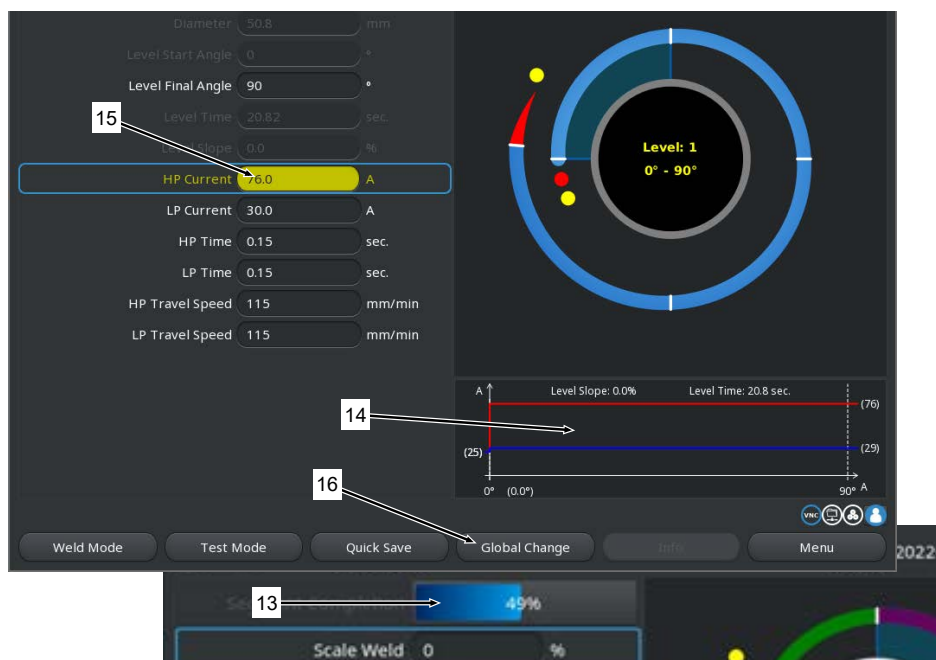 Diameter 50.8 mm
Level Start Angle 0 °
Level Final Angle 90 °
15
Level Time 20.82 sec.
Level Slope 0.0 %
HP Current 76.0 A
LP Current 30.0 A
HP Time 0.15 sec.
LP Time 0.15 sec.
HP Travel Speed 115 mm/min
LP Travel Speed 115 mm/min
Level: 1
0° - 90°
A Level Slope: 0.0% Level Time: 20.8 sec.
(76)
14
(25) (29)
16
0° (0.0°) 90° A
VNC
Weld Mode Test Mode Quick Save Global Change Info Menu
2022
13 49%
Scale Weld 0 %